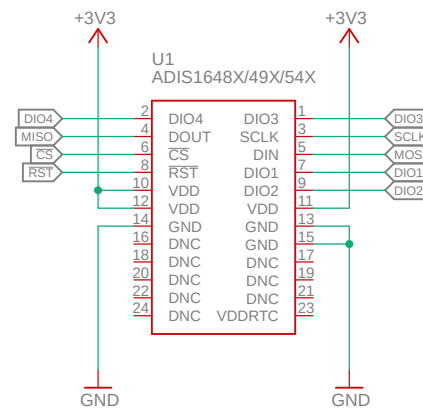 +3V3 +3V3
U1
ADIS1648X/49X/54X
DIO4 2 DIO4 DIO3 1 DIO3
MISO 4 DOUT SCLK 3 SCLK
CS 6 CS DIN 5 MOS
RST 8 RST DIO1 7 DIO1
10 VDD DIO2 9 DIO2
12 VDD VDD 11
14 GND GND 13
16 DNC GND 15
18 DNC DNC 17
20 DNC DNC 19
22 DNC DNC 21
24 DNC VDDRTC 23
GND GND